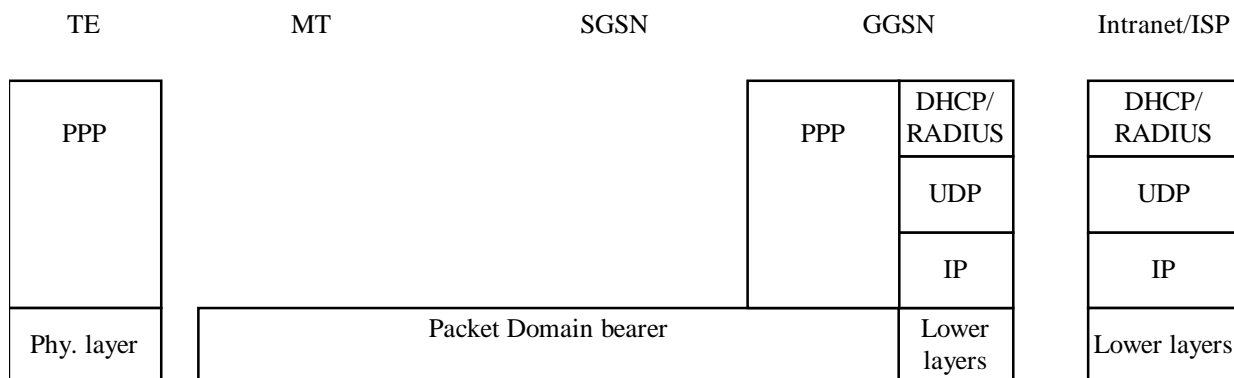 TE MT SGSN GGSN Intranet/ISP
PPP
PPP
DHCP/
RADIUS
UDP
IP
DHCP/
RADIUS
UDP
IP
Phy. layer
Packet Domain bearer
Lower
layers
Lower layers